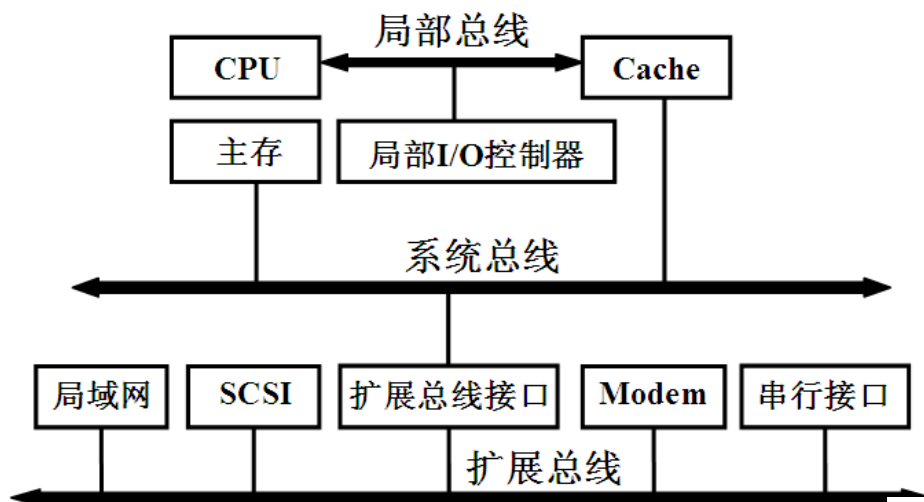 局部总线
CPU
Cache
主存
局部I/O控制器
系统总线
局域网
SCSI
扩展总线接口
Modem
串行接口
扩展总线